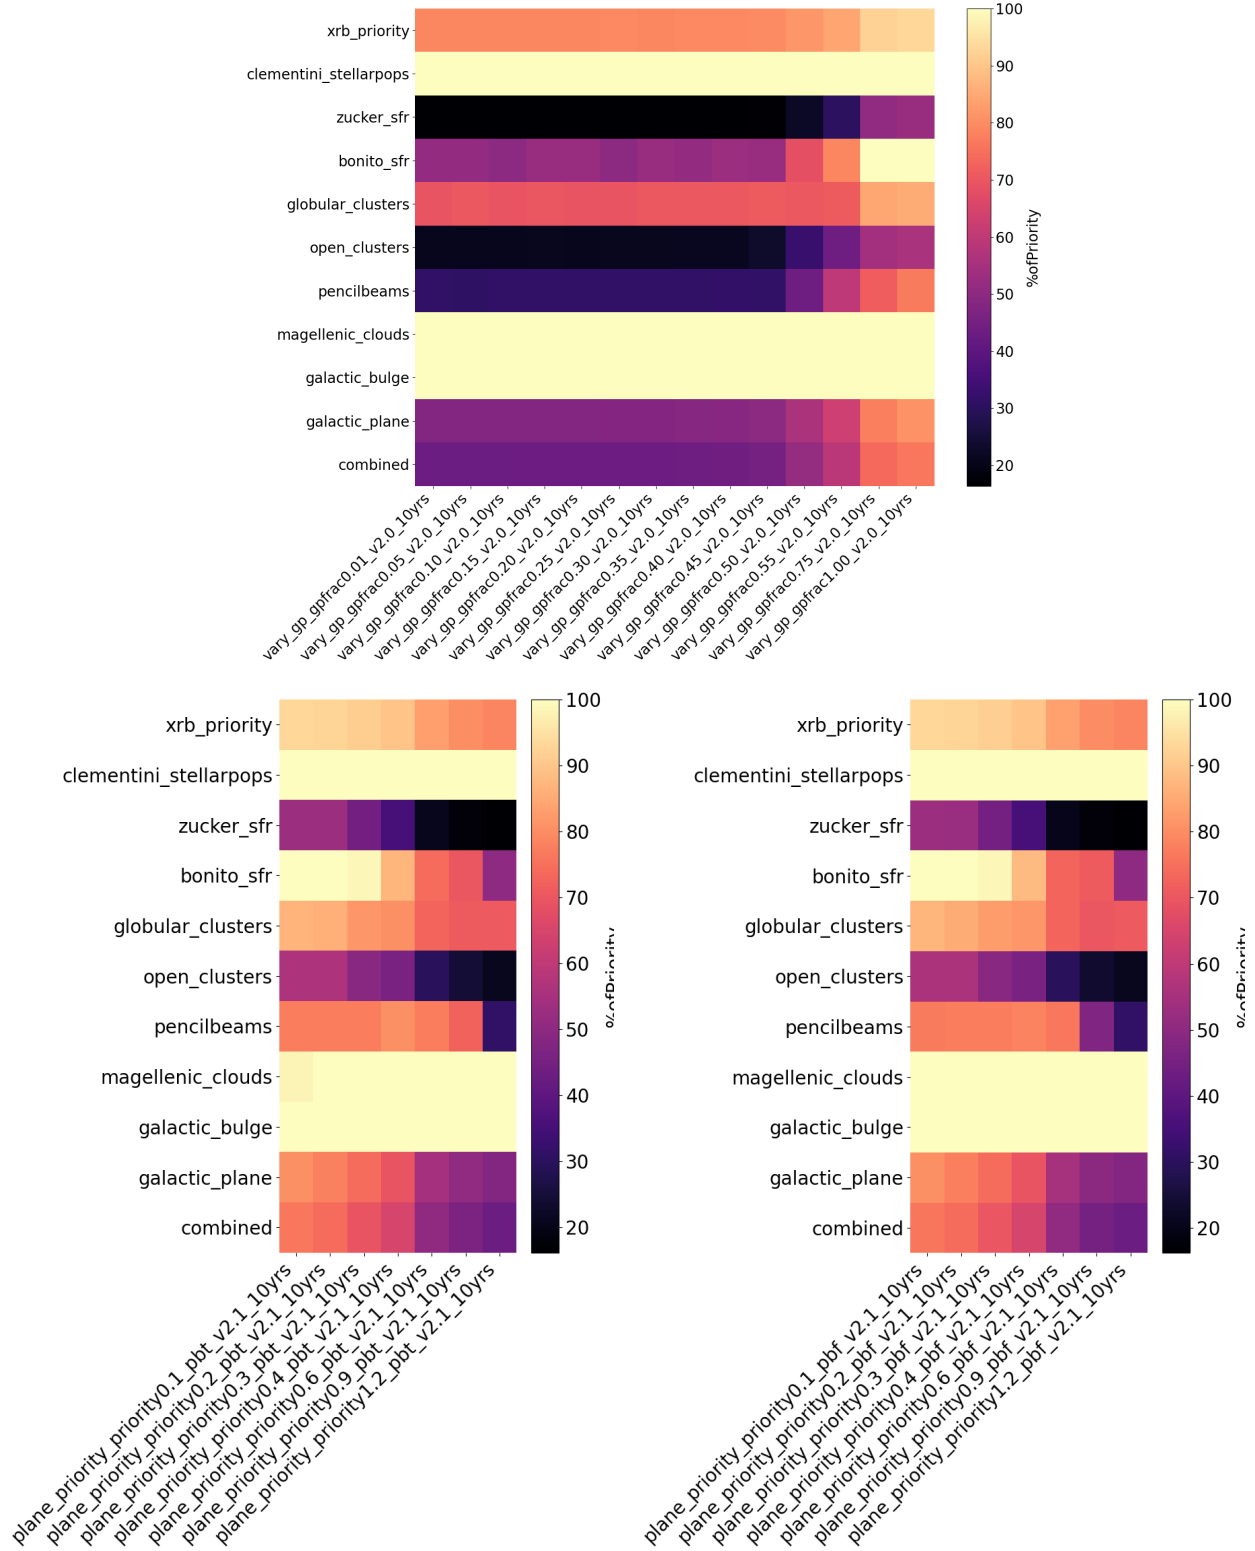 xrb_priority
clementini_stellarpops
zucker_sfr
bonito_sfr
globular_clusters
open_clusters
pencilbeams
magellenic_clouds
galactic_bulge
galactic_plane
combined
100
90
80
70
60
50
40
30
20
%ofPriority
vary_gp_gpfrac0.01_v2.0_10yrs
vary_gp_gpfrac0.05_v2.0_10yrs
vary_gp_gpfrac0.10_v2.0_10yrs
vary_gp_gpfrac0.15_v2.0_10yrs
vary_gp_gpfrac0.20_v2.0_10yrs
vary_gp_gpfrac0.25_v2.0_10yrs
vary_gp_gpfrac0.30_v2.0_10yrs
vary_gp_gpfrac0.35_v2.0_10yrs
vary_gp_gpfrac0.40_v2.0_10yrs
vary_gp_gpfrac0.45_v2.0_10yrs
vary_gp_gpfrac0.50_v2.0_10yrs
vary_gp_gpfrac0.55_v2.0_10yrs
vary_gp_gpfrac0.75_v2.0_10yrs
vary_gp_gpfrac1.00_v2.0_10yrs
xrb_priority
clementini_stellarpops
zucker_sfr
bonito_sfr
globular_clusters
open_clusters
pencilbeams
magellenic_clouds
galactic_bulge
galactic_plane
combined
100
90
80
70
60
50
40
30
20
%ofPriority
plane_priority_priority0.1_pbt_v2.1_10yrs
plane_priority_priority0.2_pbt_v2.1_10yrs
plane_priority_priority0.3_pbt_v2.1_10yrs
plane_priority_priority0.4_pbt_v2.1_10yrs
plane_priority_priority0.6_pbt_v2.1_10yrs
plane_priority_priority0.9_pbt_v2.1_10yrs
plane_priority_priority1.2_pbt_v2.1_10yrs
xrb_priority
clementini_stellarpops
zucker_sfr
bonito_sfr
globular_clusters
open_clusters
pencilbeams
magellenic_clouds
galactic_bulge
galactic_plane
combined
100
90
80
70
60
50
40
30
20
%ofPriority
plane_priority_priority0.1_pbf_v2.1_10yrs
plane_priority_priority0.2_pbf_v2.1_10yrs
plane_priority_priority0.3_pbf_v2.1_10yrs
plane_priority_priority0.4_pbf_v2.1_10yrs
plane_priority_priority0.6_pbf_v2.1_10yrs
plane_priority_priority0.9_pbf_v2.1_10yrs
plane_priority_priority1.2_pbf_v2.1_10yrs